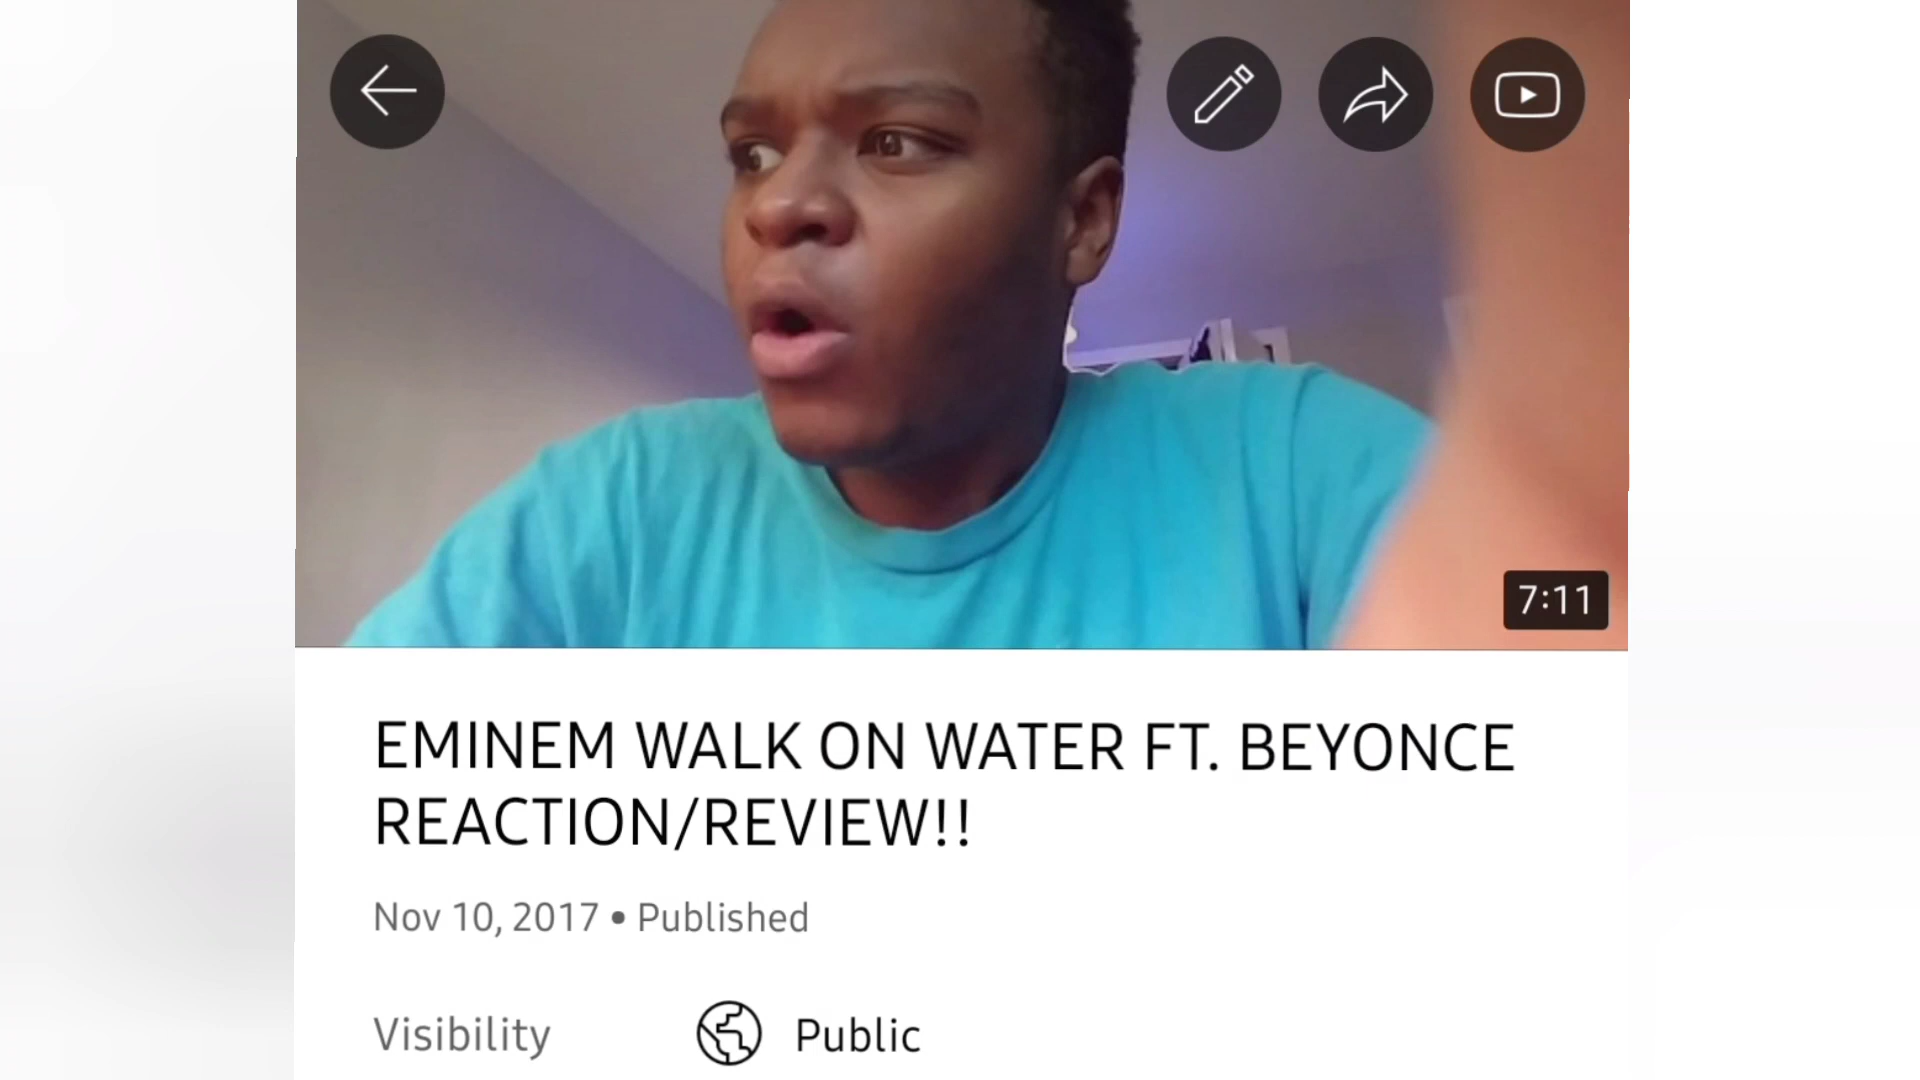 7:11
EMINEM WALK ON WATER FT. BEYONCE
REACTION/REVIEW!!
Nov 10, 2017 • Published
Visibility Public